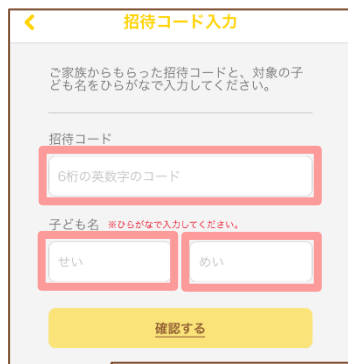 招待コード入力
ご家族からもらった招待コードと、対象の子
ども名をひらがなで入力してください。
招待コード
6桁の英数字のコード
子ども名 ※ひらがなで入力してください。
せい めい
確認する